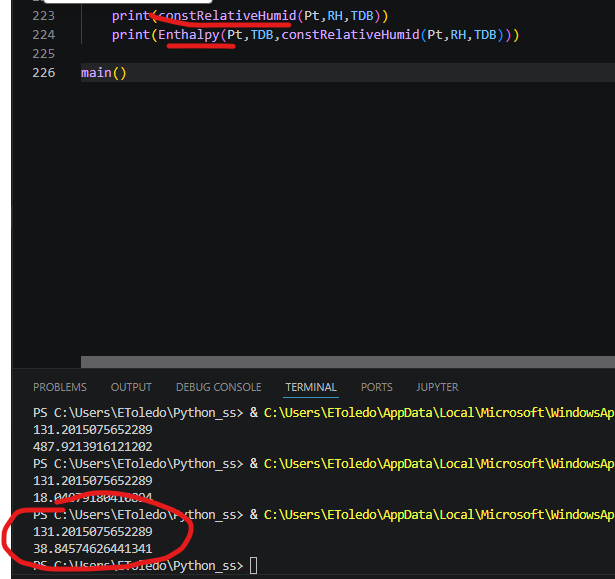 223 print(constRelativeHumid(Pt,RH,TDB))
224 print(Enthalpy(Pt,TDB,constRelativeHumid(Pt,RH,TDB)))
225
226 main()
PROBLEMS OUTPUT DEBUG CONSOLE TERMINAL PORTS JUPYTER
PS C:\Users\EToledo\Python_ss> & C:\Users\EToledo\AppData\Local\Microsoft\WindowsAp
131.2015075652289
487.9213916121202
PS C:\Users\EToledo\Python_ss> & C:\Users\EToledo\AppData\Local\Microsoft\WindowsAp
131.2015075652289
PS C:\Users\EToledo\Python_ss> & C:\Users\EToledo\AppData\Local\Microsoft\WindowsAp
131.2015075652289
38.84574626441341
PS C:\Users\EToledo\Python_ss>